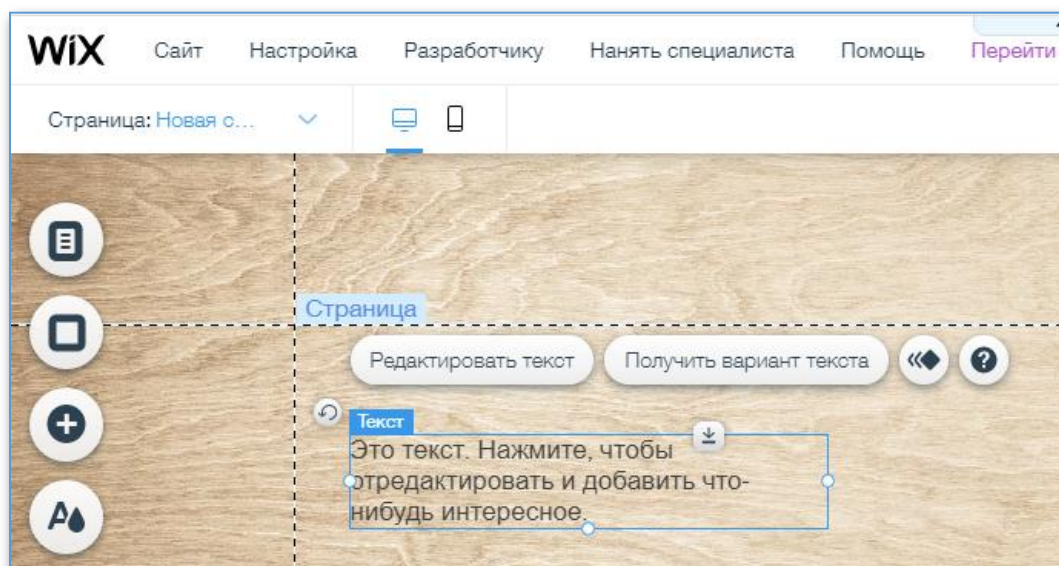 WiX Сайт Настройка Разработчику Нанять специалиста Помощь Перейти
Страница: Новая с...
Страница
Редактировать текст Получить вариант текста
Текст
Это текст. Нажмите, чтобы
отредактировать и добавить что-
нибудь интересное.